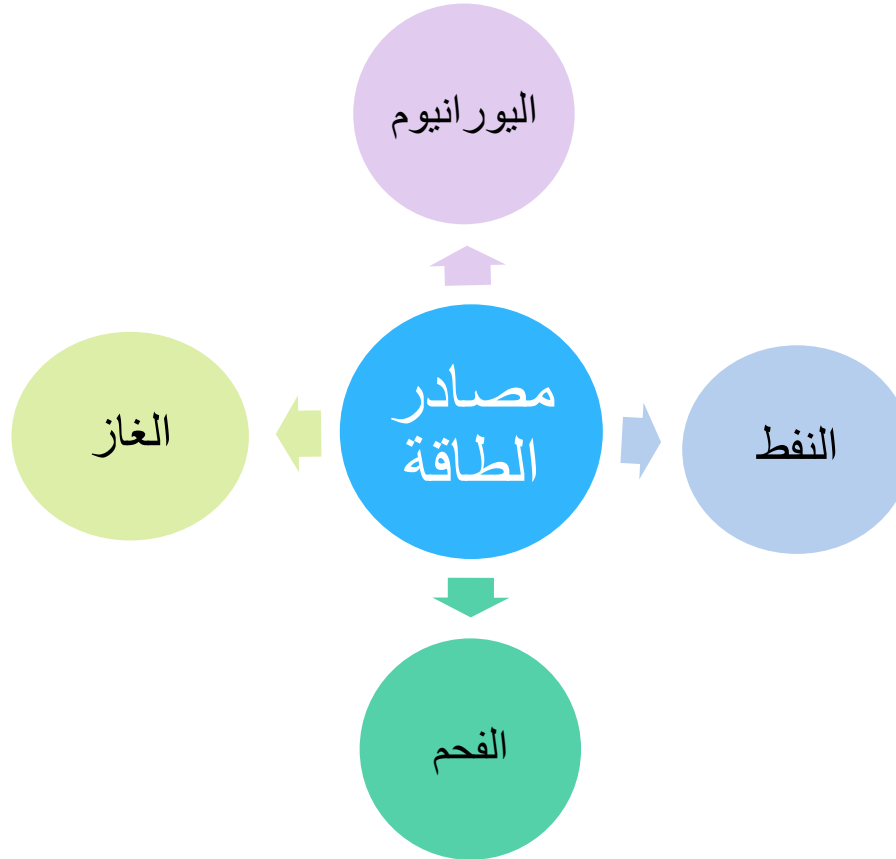 اليورانيوم
مصادر
الطاقة
النفط
الغاز
الفحم